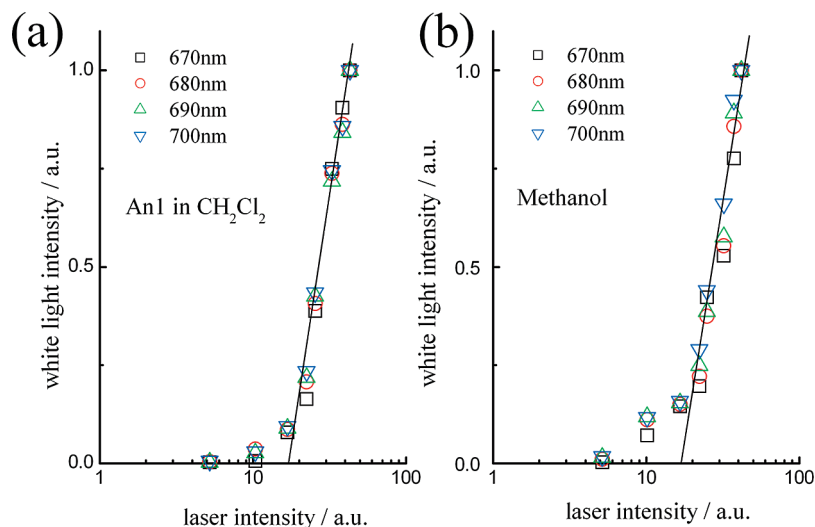 (a)
670nm
680nm
690nm
700nm
An1 in CH₂Cl₂
white light intensity / a.u.
1.0
0.5
0.0
1
10
100
laser intensity / a.u.
(b)
670nm
680nm
690nm
700nm
Methanol
white light intensity / a.u.
1.0
0.5
0.0
1
10
100
laser intensity / a.u.